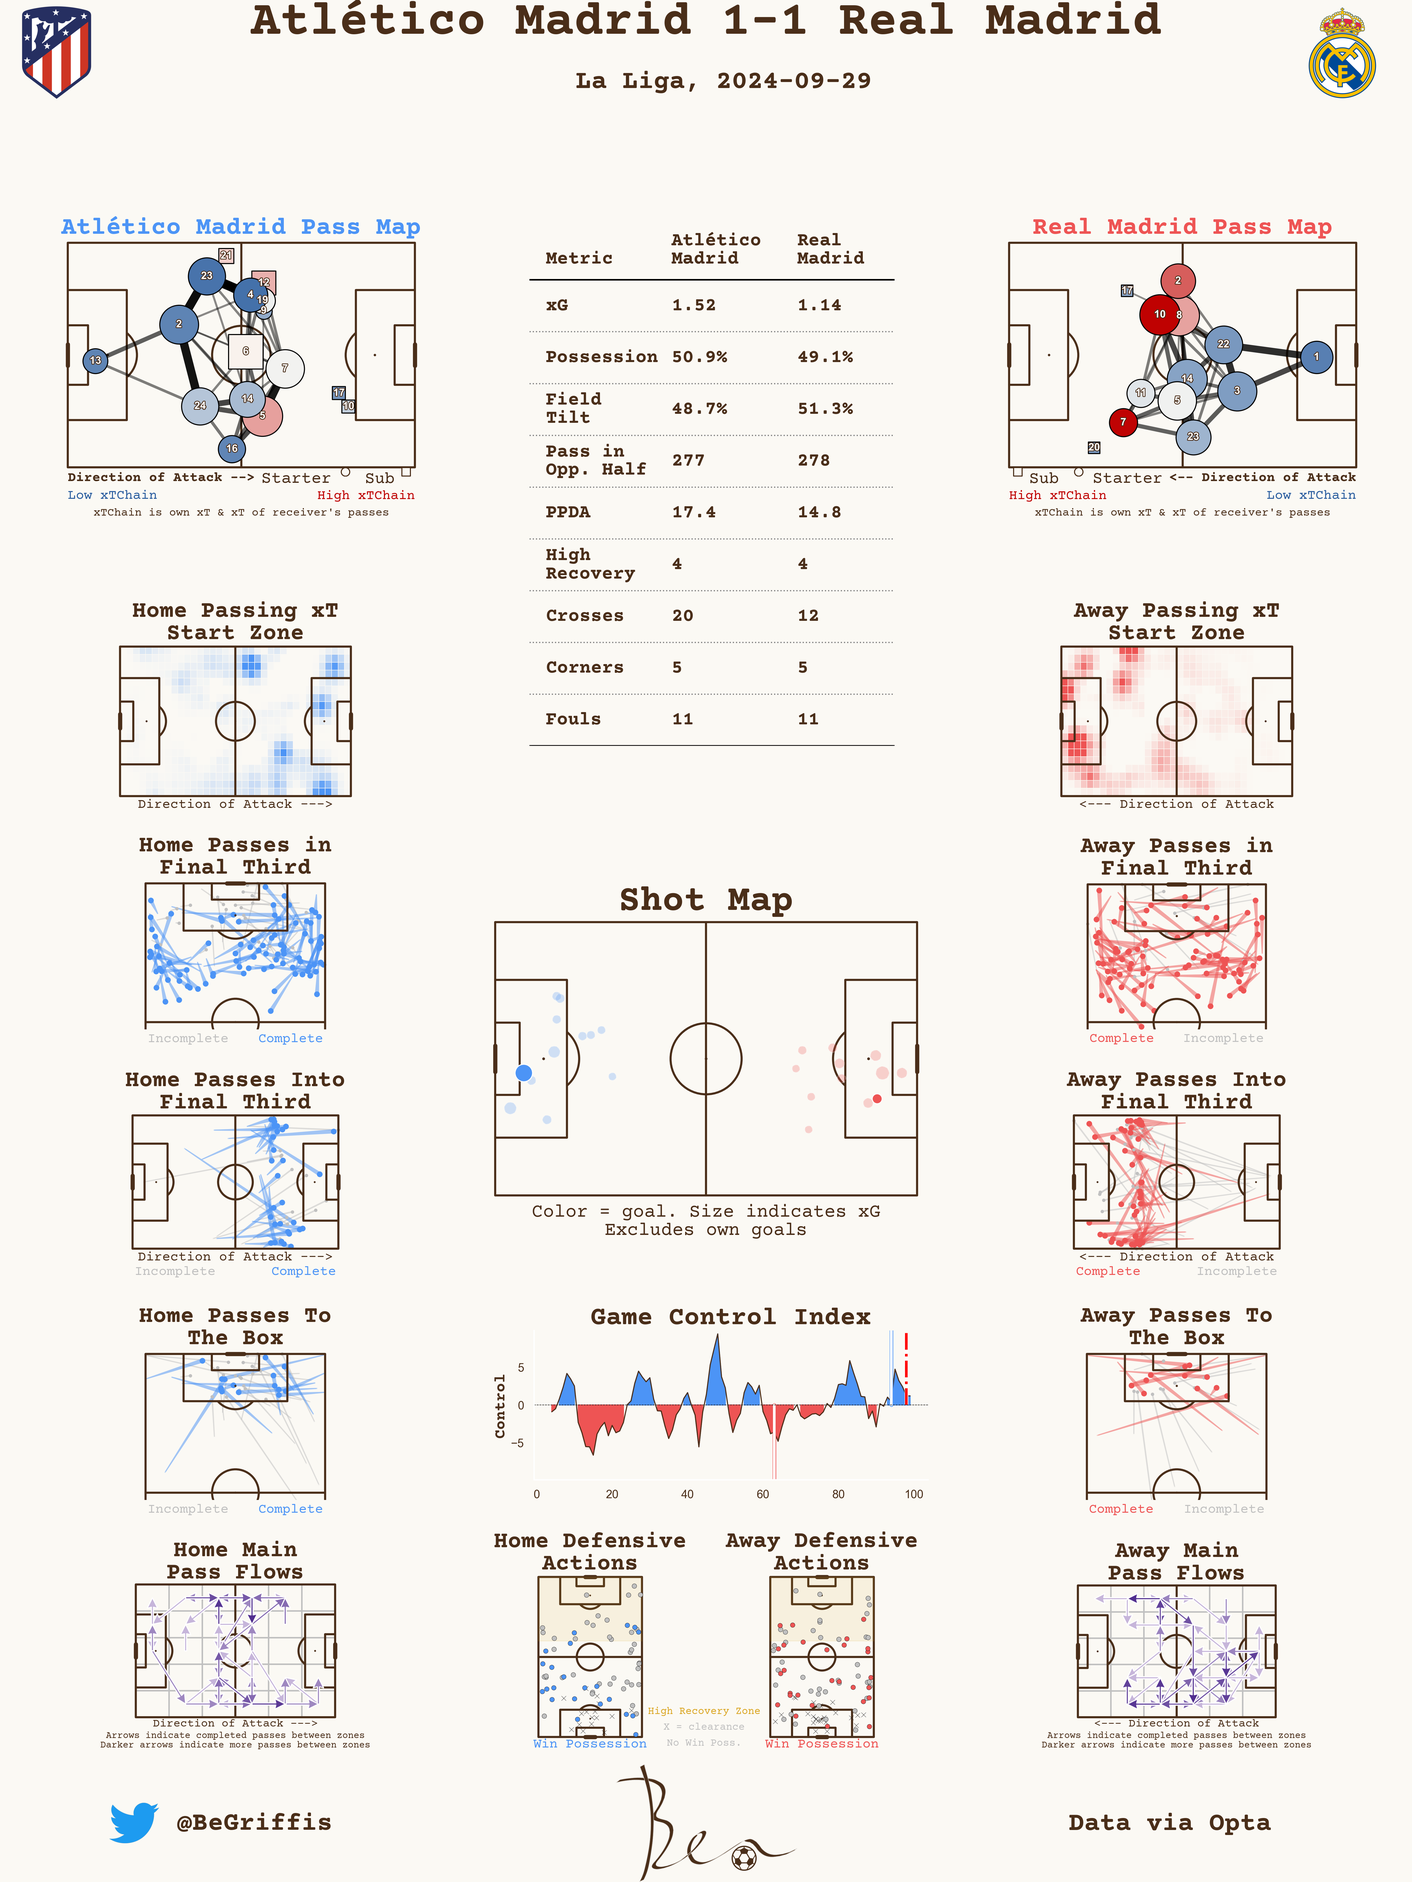 Atlético Madrid 1-1 Real Madrid
La Liga, 2024-09-29
Atlético Madrid Pass Map
21
23
12
4
19
9
2
6
13
7
17
24
14
10
5
16
Direction of Attack --> Starter Sub
Low xTChain High xTChain
xTChain is own xT & xT of receiver's passes
Metric Atlético Madrid Real Madrid
xG 1.52 1.14
Possession 50.9% 49.1%
Field Tilt 48.7% 51.3%
Pass in Opp. Half 277 278
PPDA 17.4 14.8
High Recovery 4 4
Crosses 20 12
Corners 5 5
Fouls 11 11
Real Madrid Pass Map
2
17
10
8
22
1
14
3
11
5
7
23
20
Sub Starter <-- Direction of Attack
High xTChain Low xTChain
xTChain is own xT & xT of receiver's passes
Home Passing xT
Start Zone
Direction of Attack --->
Away Passing xT
Start Zone
<--- Direction of Attack
Home Passes in
Final Third
Incomplete Complete
Away Passes in
Final Third
Complete Incomplete
Shot Map
Color = goal. Size indicates xG
Excludes own goals
Home Passes Into
Final Third
Direction of Attack --->
Incomplete Complete
Away Passes Into
Final Third
<--- Direction of Attack
Complete Incomplete
Home Passes To
The Box
Incomplete Complete
Game Control Index
Control
5
0
−5
0 20 40 60 80 100
Away Passes To
The Box
Complete Incomplete
Home Main
Pass Flows
Direction of Attack --->
Arrows indicate completed passes between zones
Darker arrows indicate more passes between zones
Home Defensive
Actions
Win Possession
High Recovery Zone
X = clearance
No Win Poss.
Away Defensive
Actions
Win Possession
Away Main
Pass Flows
<--- Direction of Attack
Arrows indicate completed passes between zones
Darker arrows indicate more passes between zones
@BeGriffis
Ben
Data via Opta